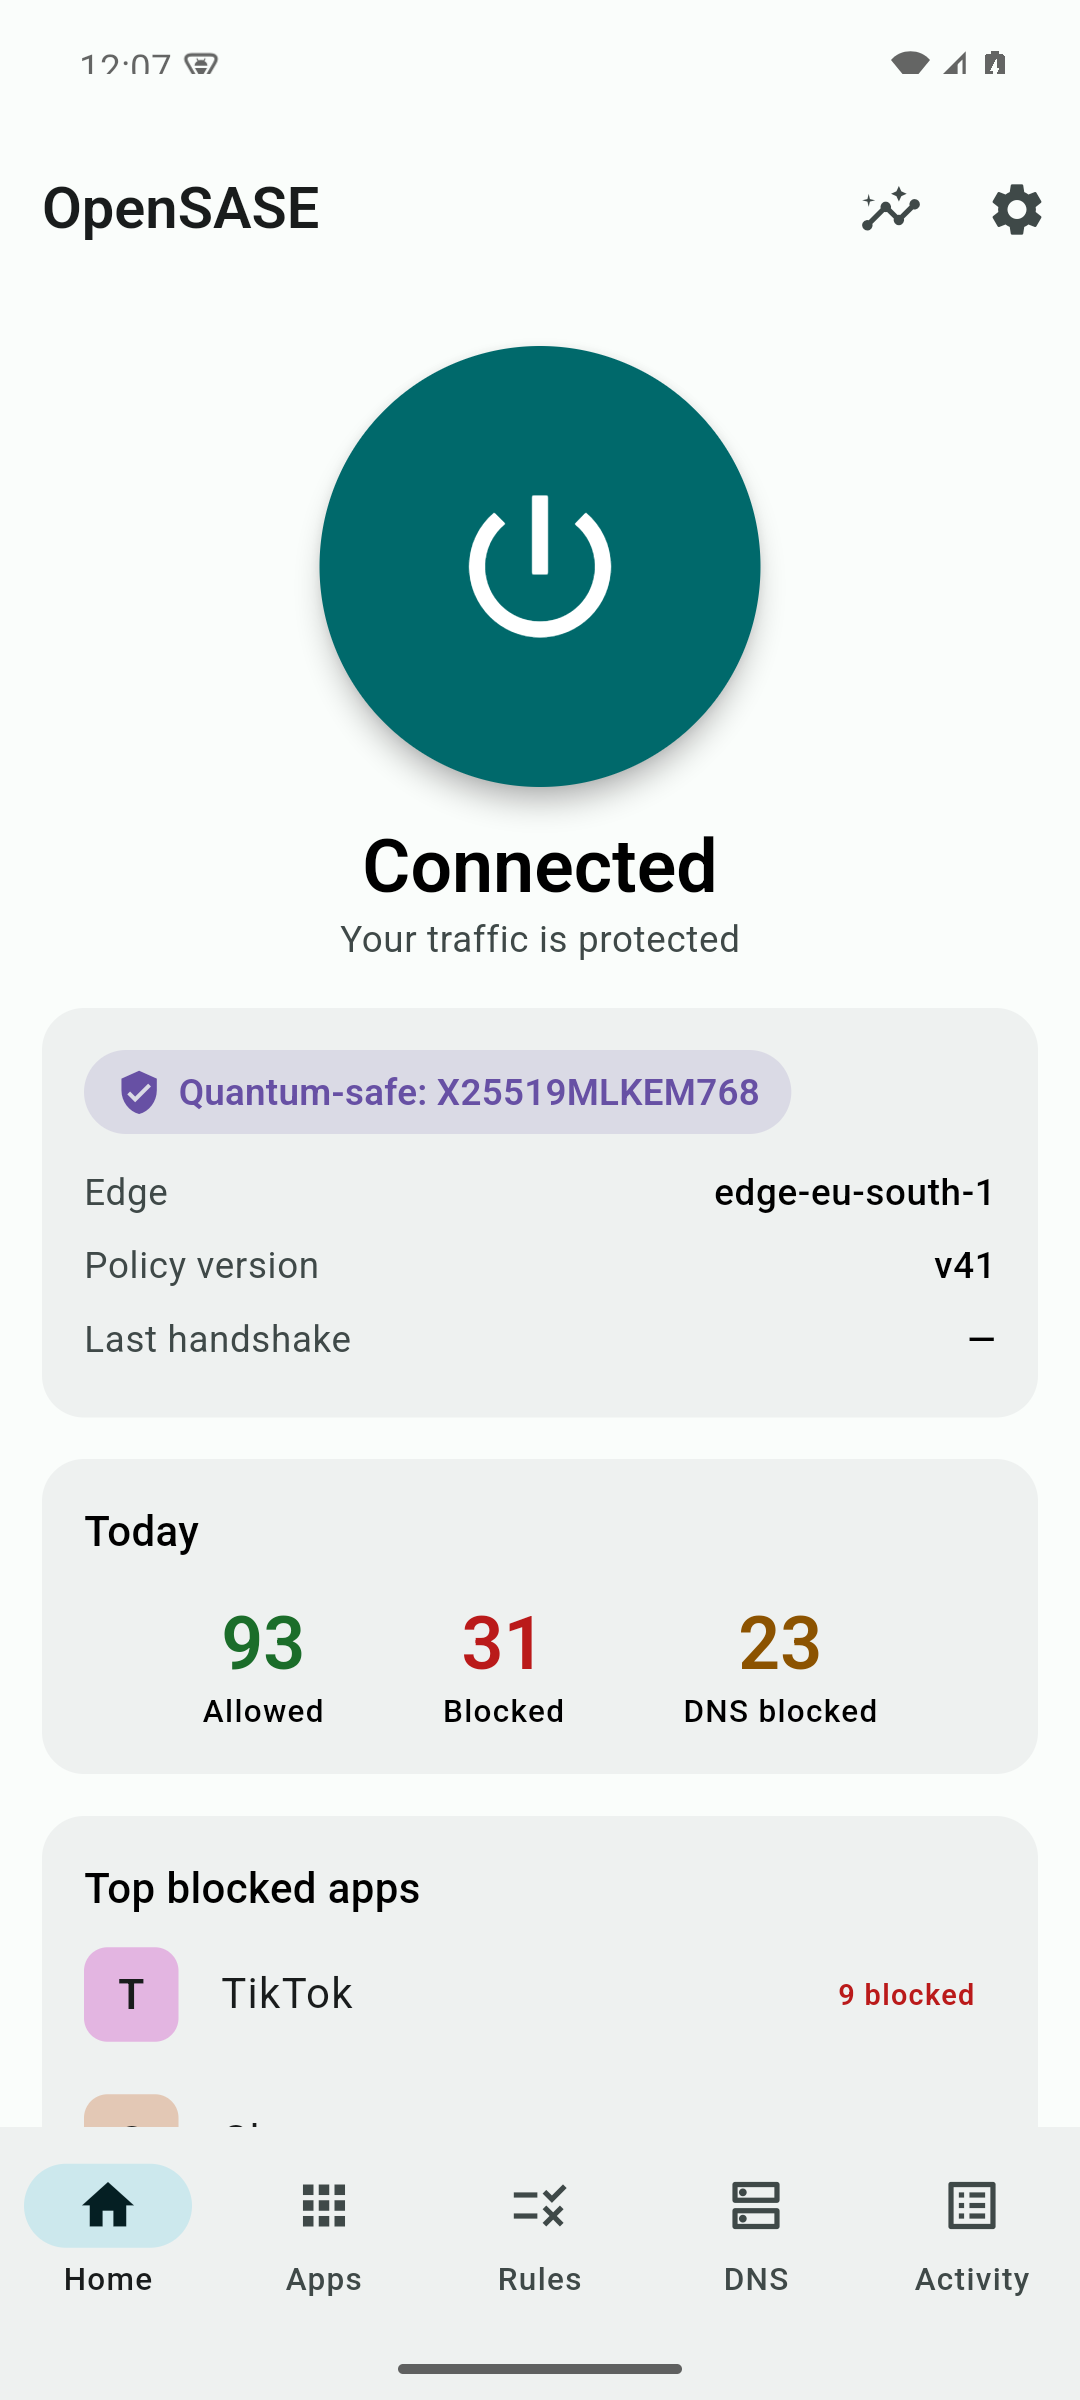 12:07
OpenSASE
Connected
Your traffic is protected
Quantum-safe: X25519MLKEM768
Edge edge-eu-south-1
Policy version v41
Last handshake —
Today
93 31 23
Allowed Blocked DNS blocked
Top blocked apps
T TikTok 9 blocked
Home Apps Rules DNS Activity